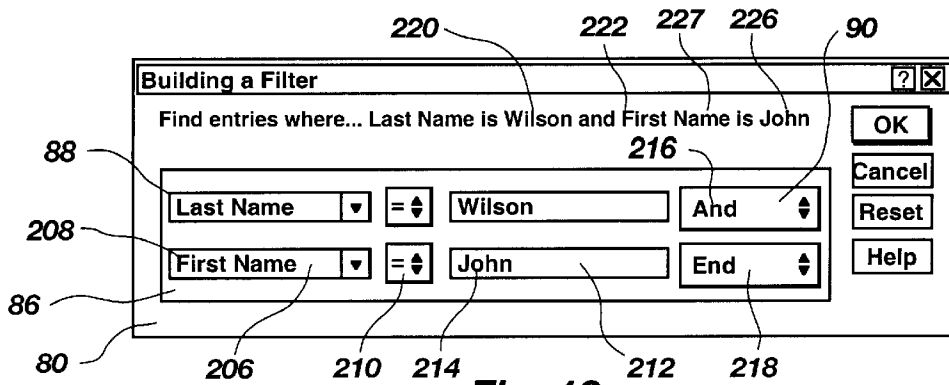 220 222 227 226 90
Building a Filter ?
Find entries where... Last Name is Wilson and First Name is John
OK
88 216
Cancel
Last Name = Wilson And
Reset
208
First Name = John End
Help
86
80 206 210 214 212 218